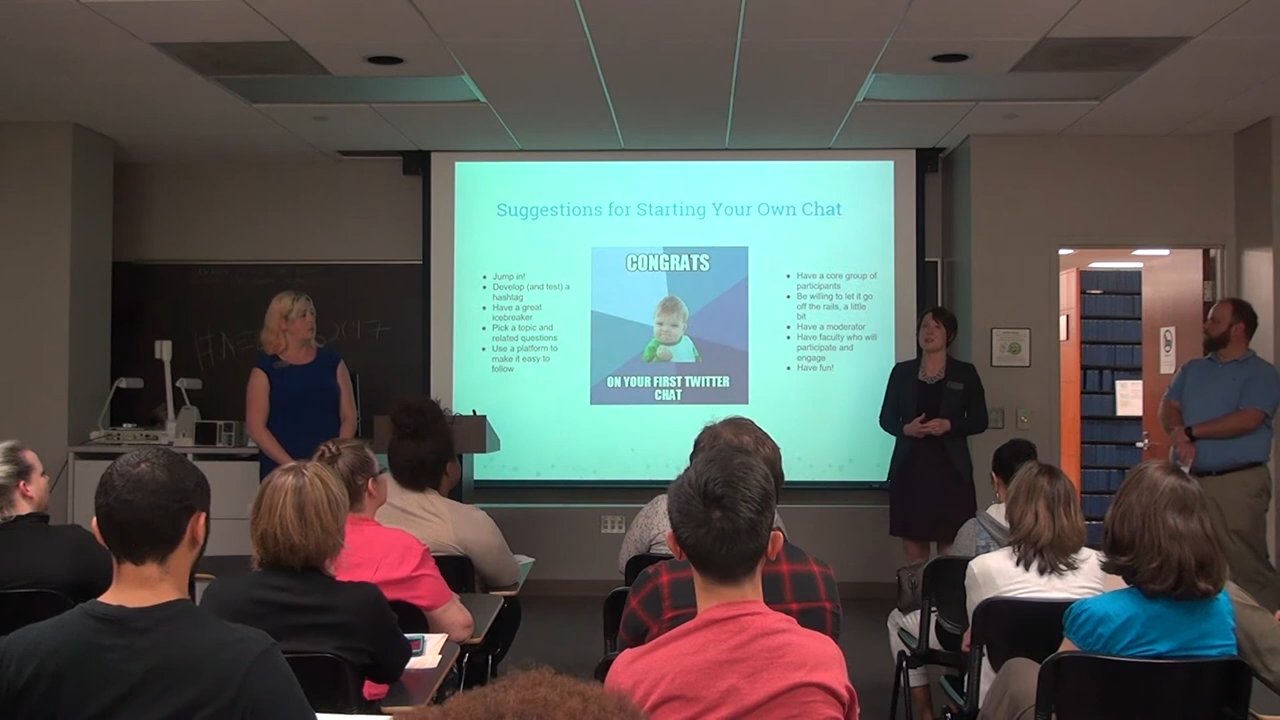 Suggestions for Starting Your Own Chat
● Jump in!
● Develop (and test) a
hashtag
● Have a great
icebreaker
● Pick a topic and
related questions
● Use a platform to
make it easy to
follow
CONGRATS
ON YOUR FIRST TWITTER
CHAT
● Have a core group of
participants
● Be willing to let it go
off the rails, a little
bit
● Have a moderator
● Have faculty who will
participate and
engage
● Have fun!